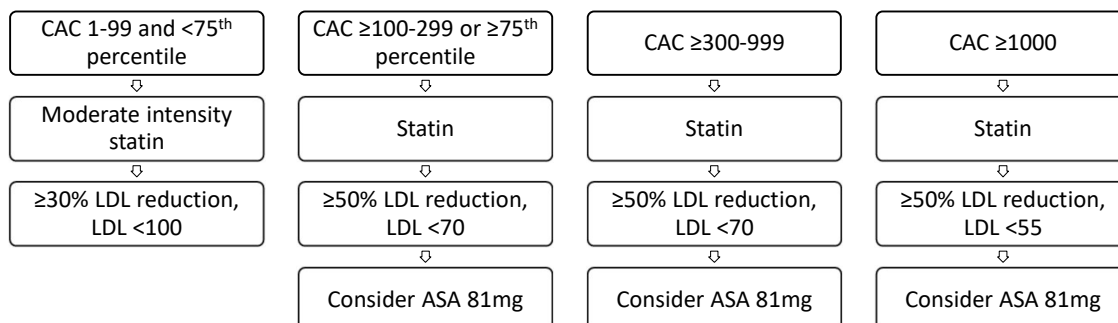 CAC 1-99 and <75th
percentile
Moderate intensity
statin
≥30% LDL reduction,
LDL <100
CAC ≥100-299 or ≥75th
percentile
Statin
≥50% LDL reduction,
LDL <70
Consider ASA 81mg
CAC ≥300-999
Statin
≥50% LDL reduction,
LDL <70
Consider ASA 81mg
CAC ≥1000
Statin
≥50% LDL reduction,
LDL <55
Consider ASA 81mg